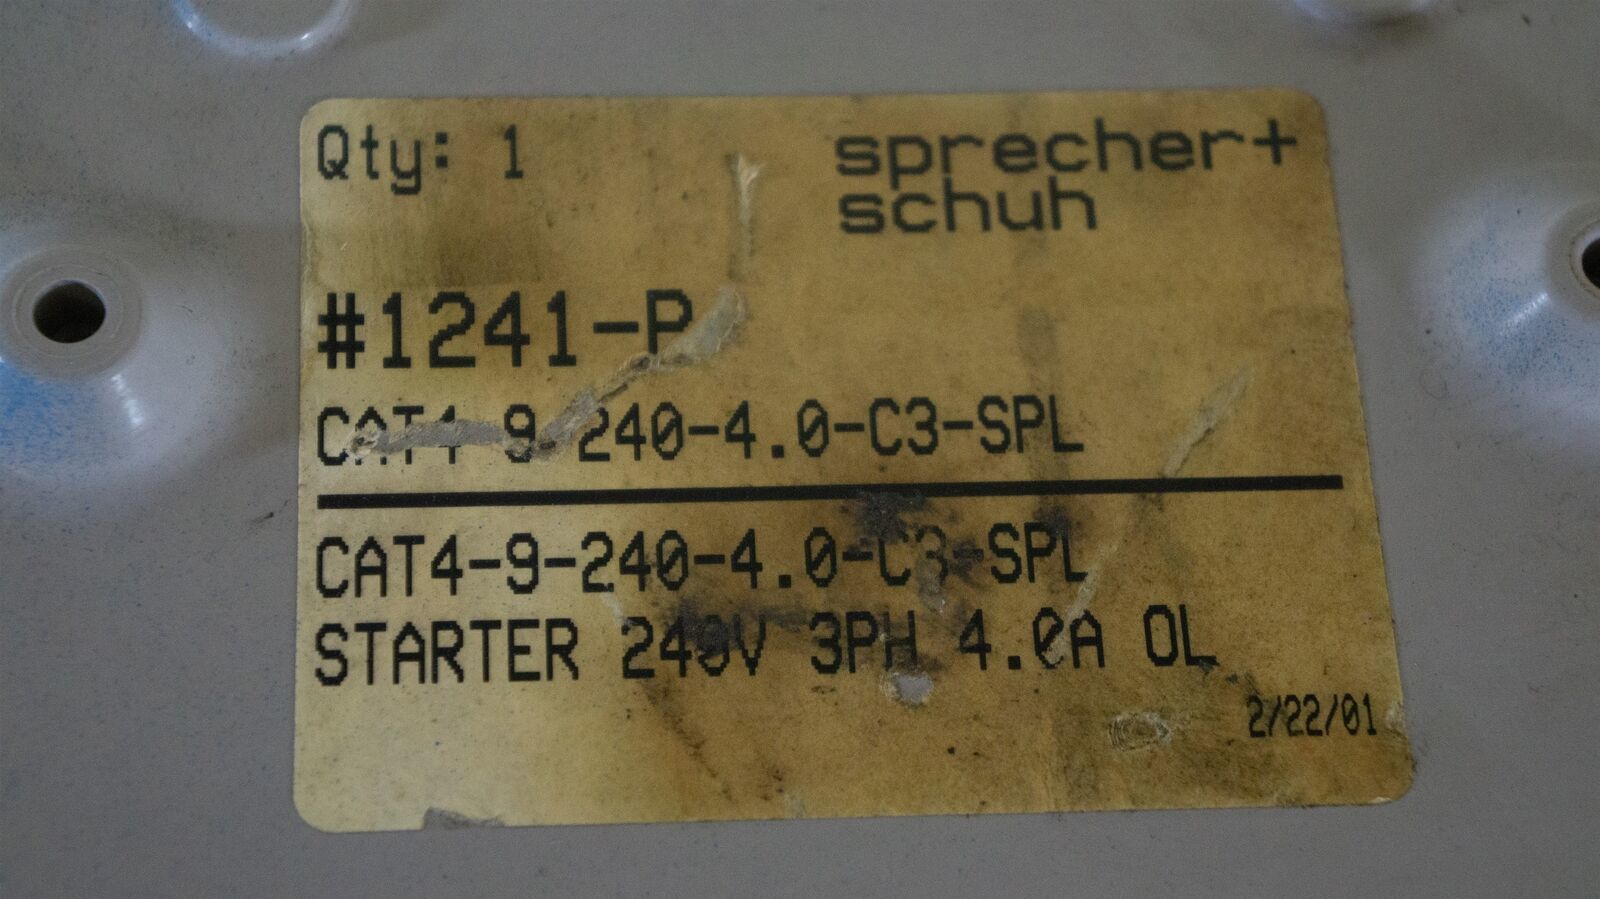 Qty: 1
sprecher+
schuh
#1241-P
CAT4-9-240-4.0-C3-SPL
CAT4-9-240-4.0-C3-SPL
STARTER 240V 3PH 4.0A OL
2/22/01